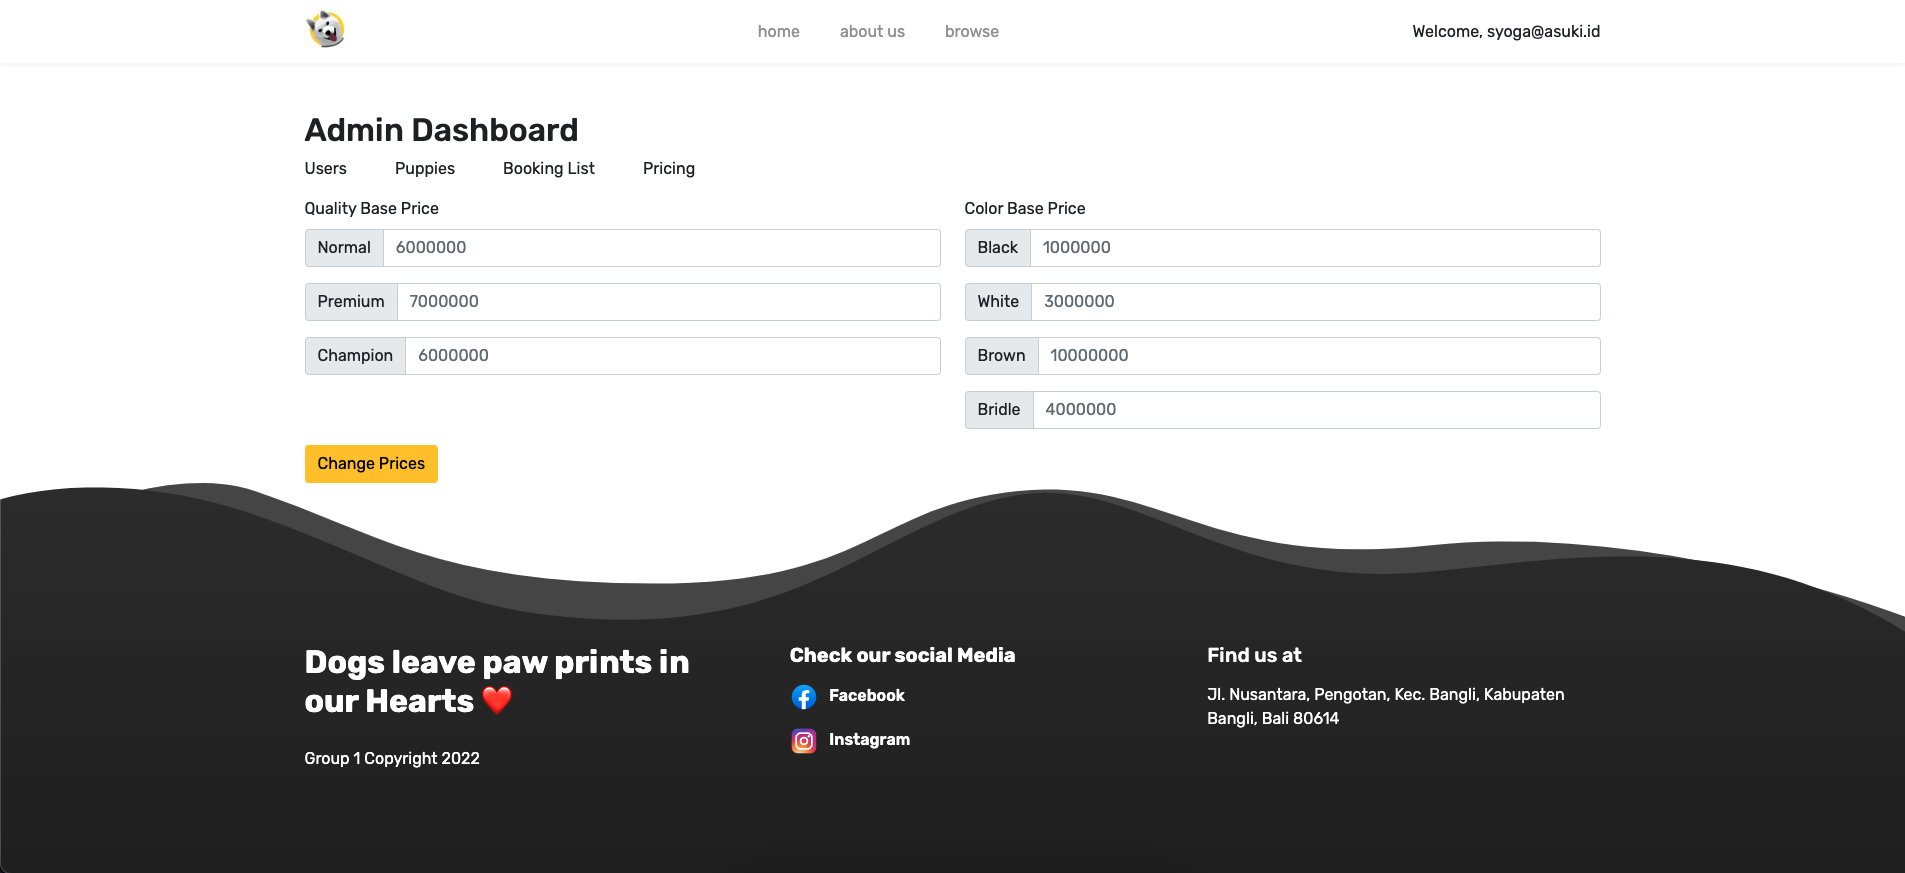 home about us browse Welcome, syoga@asuki.id
Admin Dashboard
Users Puppies Booking List Pricing
Quality Base Price
Normal 6000000
Premium 7000000
Champion 6000000
Color Base Price
Black 1000000
White 3000000
Brown 10000000
Bridle 4000000
Change Prices
Dogs leave paw prints in
our Hearts ❤️
Group 1 Copyright 2022
Check our social Media
Facebook
Instagram
Find us at
Jl. Nusantara, Pengotan, Kec. Bangli, Kabupaten
Bangli, Bali 80614